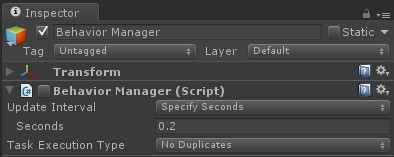 Inspector
Behavior Manager
Static
Tag Untagged Layer Default
Transform
Behavior Manager (Script)
Update Interval Specify Seconds
Seconds 0.2
Task Execution Type No Duplicates